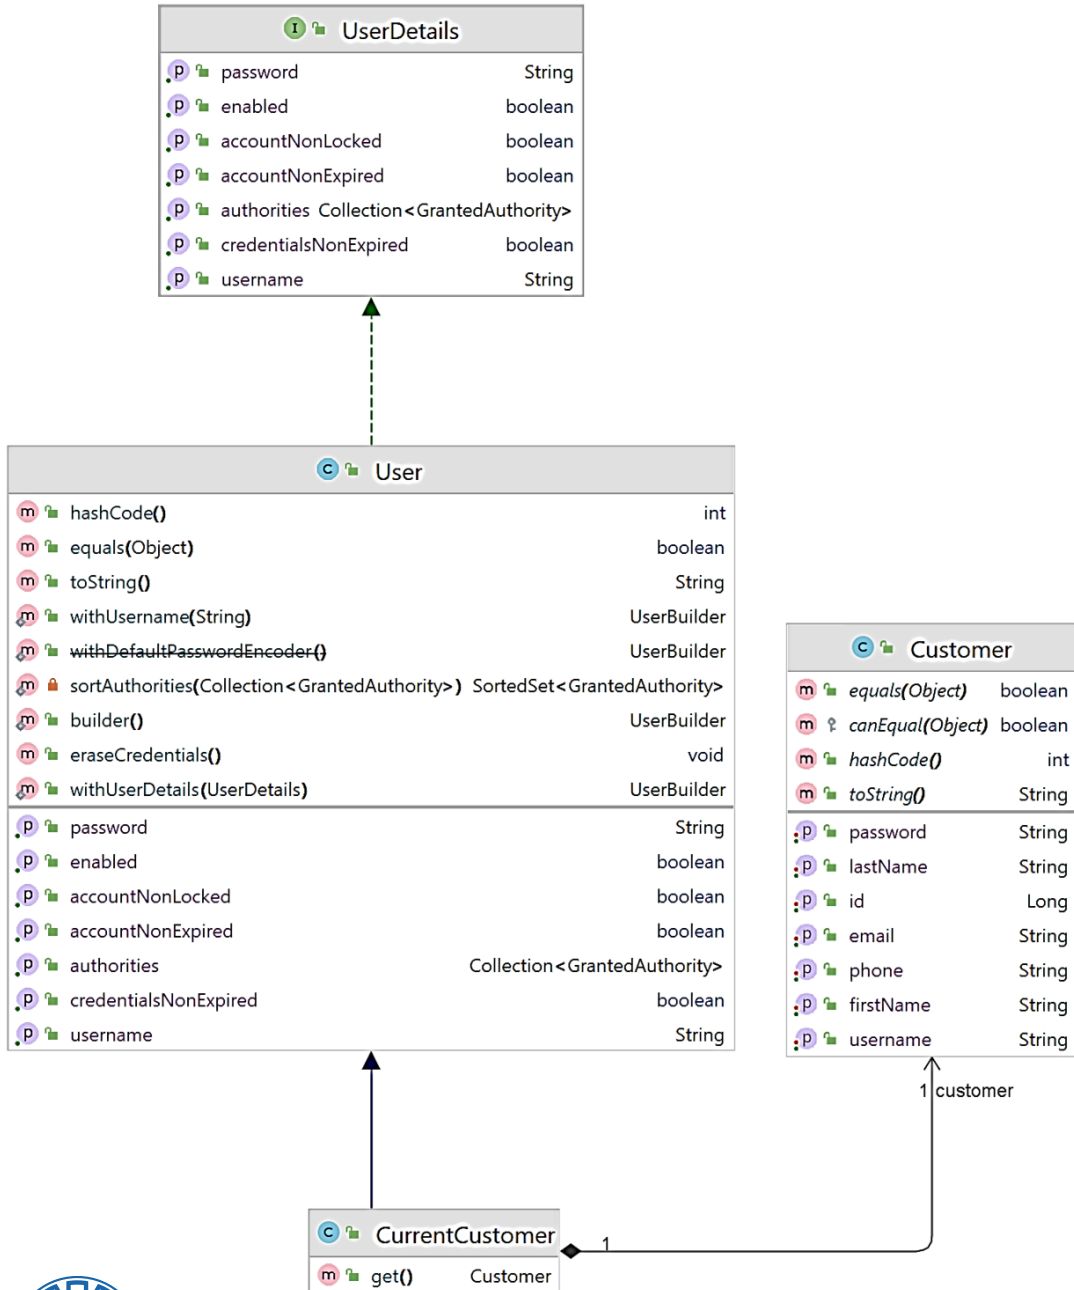 UserDetails
password String
enabled boolean
accountNonLocked boolean
accountNonExpired boolean
authorities Collection<GrantedAuthority>
credentialsNonExpired boolean
username String
User
hashCode() int
equals(Object) boolean
toString() String
withUsername(String) UserBuilder
withDefaultPasswordEncoder() UserBuilder
sortAuthorities(Collection<GrantedAuthority>) SortedSet<GrantedAuthority>
builder() UserBuilder
eraseCredentials() void
withUserDetails(UserDetails) UserBuilder
password String
enabled boolean
accountNonLocked boolean
accountNonExpired boolean
authorities Collection<GrantedAuthority>
credentialsNonExpired boolean
username String
Customer
equals(Object) boolean
canEqual(Object) boolean
hashCode() int
toString() String
password String
lastName String
id Long
email String
phone String
firstName String
username String
1 customer
CurrentCustomer
1
get() Customer